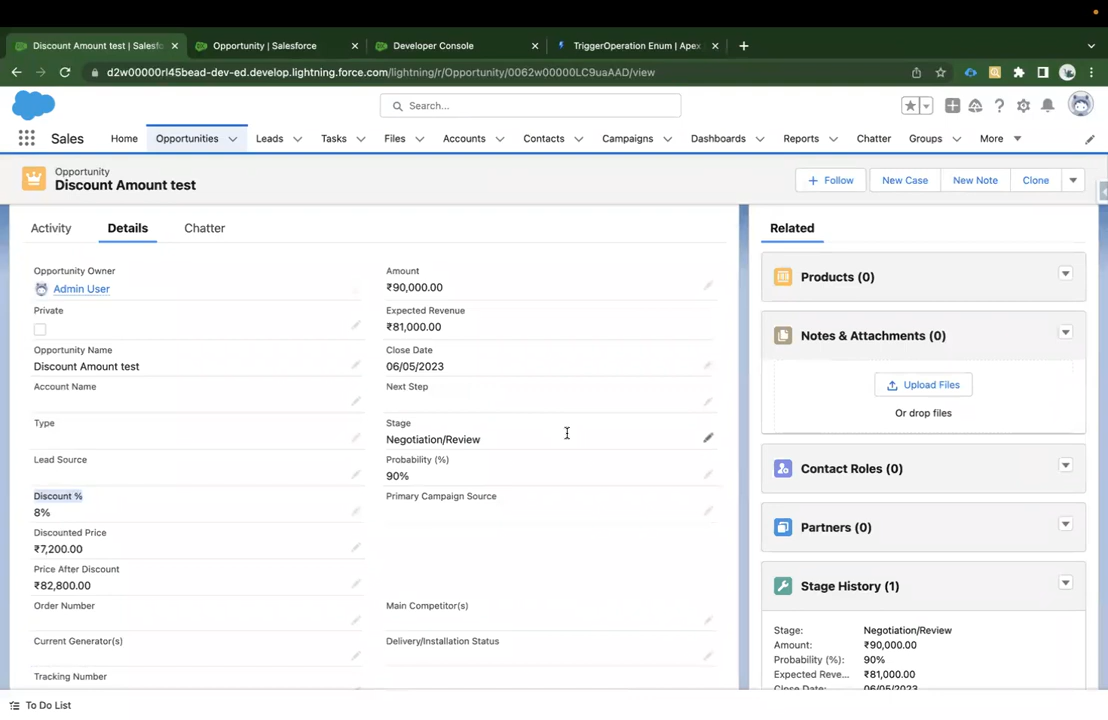 Discount Amount test | Salesfo
Opportunity | Salesforce
Developer Console
TriggerOperation Enum | Apex
d2w00000rl45bead-dev-ed.develop.lightning.force.com/lightning/r/Opportunity/0062w00000LC9uaAAD/view
Search...
Sales
Home
Opportunities
Leads
Tasks
Files
Accounts
Contacts
Campaigns
Dashboards
Reports
Chatter
Groups
More
Opportunity
Discount Amount test
+ Follow
New Case
New Note
Clone
Activity
Details
Chatter
Opportunity Owner
Admin User
Private
Opportunity Name
Discount Amount test
Account Name
Type
Lead Source
Discount %
8%
Discounted Price
₹7,200.00
Price After Discount
₹82,800.00
Order Number
Current Generator(s)
Tracking Number
Amount
₹90,000.00
Expected Revenue
₹81,000.00
Close Date
06/05/2023
Next Step
Stage
Negotiation/Review
Probability (%)
90%
Primary Campaign Source
Main Competitor(s)
Delivery/Installation Status
Related
Products (0)
Notes & Attachments (0)
Upload Files
Or drop files
Contact Roles (0)
Partners (0)
Stage History (1)
Stage: Negotiation/Review
Amount: ₹90,000.00
Probability (%): 90%
Expected Reve... ₹81,000.00
Close Date: 06/05/2023
To Do List